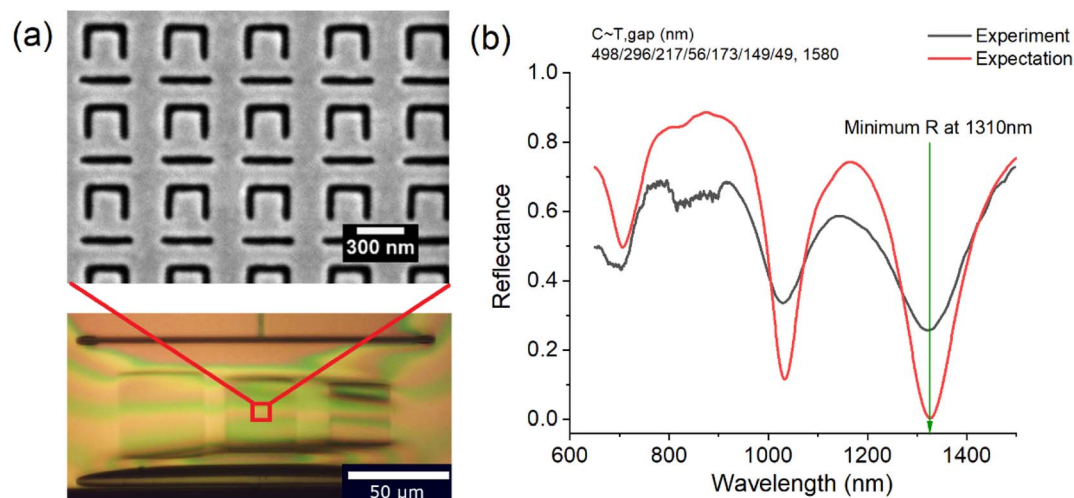 (a)
300 nm
50 µm
(b)
C~T,gap (nm)
498/296/217/56/173/149/49, 1580
Experiment
Expectation
Minimum R at 1310nm
Reflectance
1.0
0.8
0.6
0.4
0.2
0.0
600 800 1000 1200 1400
Wavelength (nm)